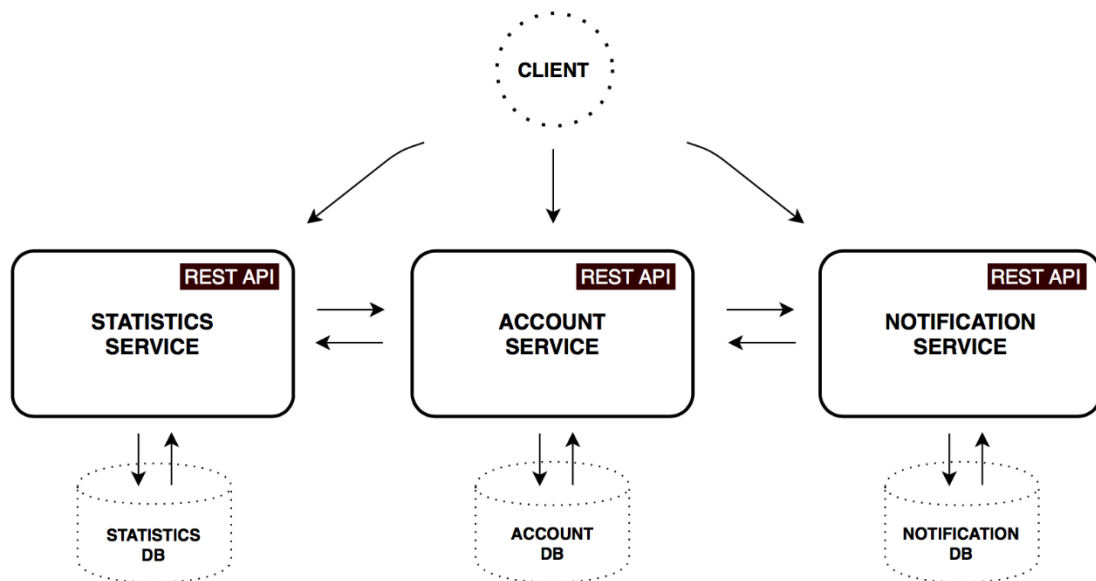 CLIENT
REST API
STATISTICS
SERVICE
REST API
ACCOUNT
SERVICE
REST API
NOTIFICATION
SERVICE
STATISTICS
DB
ACCOUNT
DB
NOTIFICATION
DB